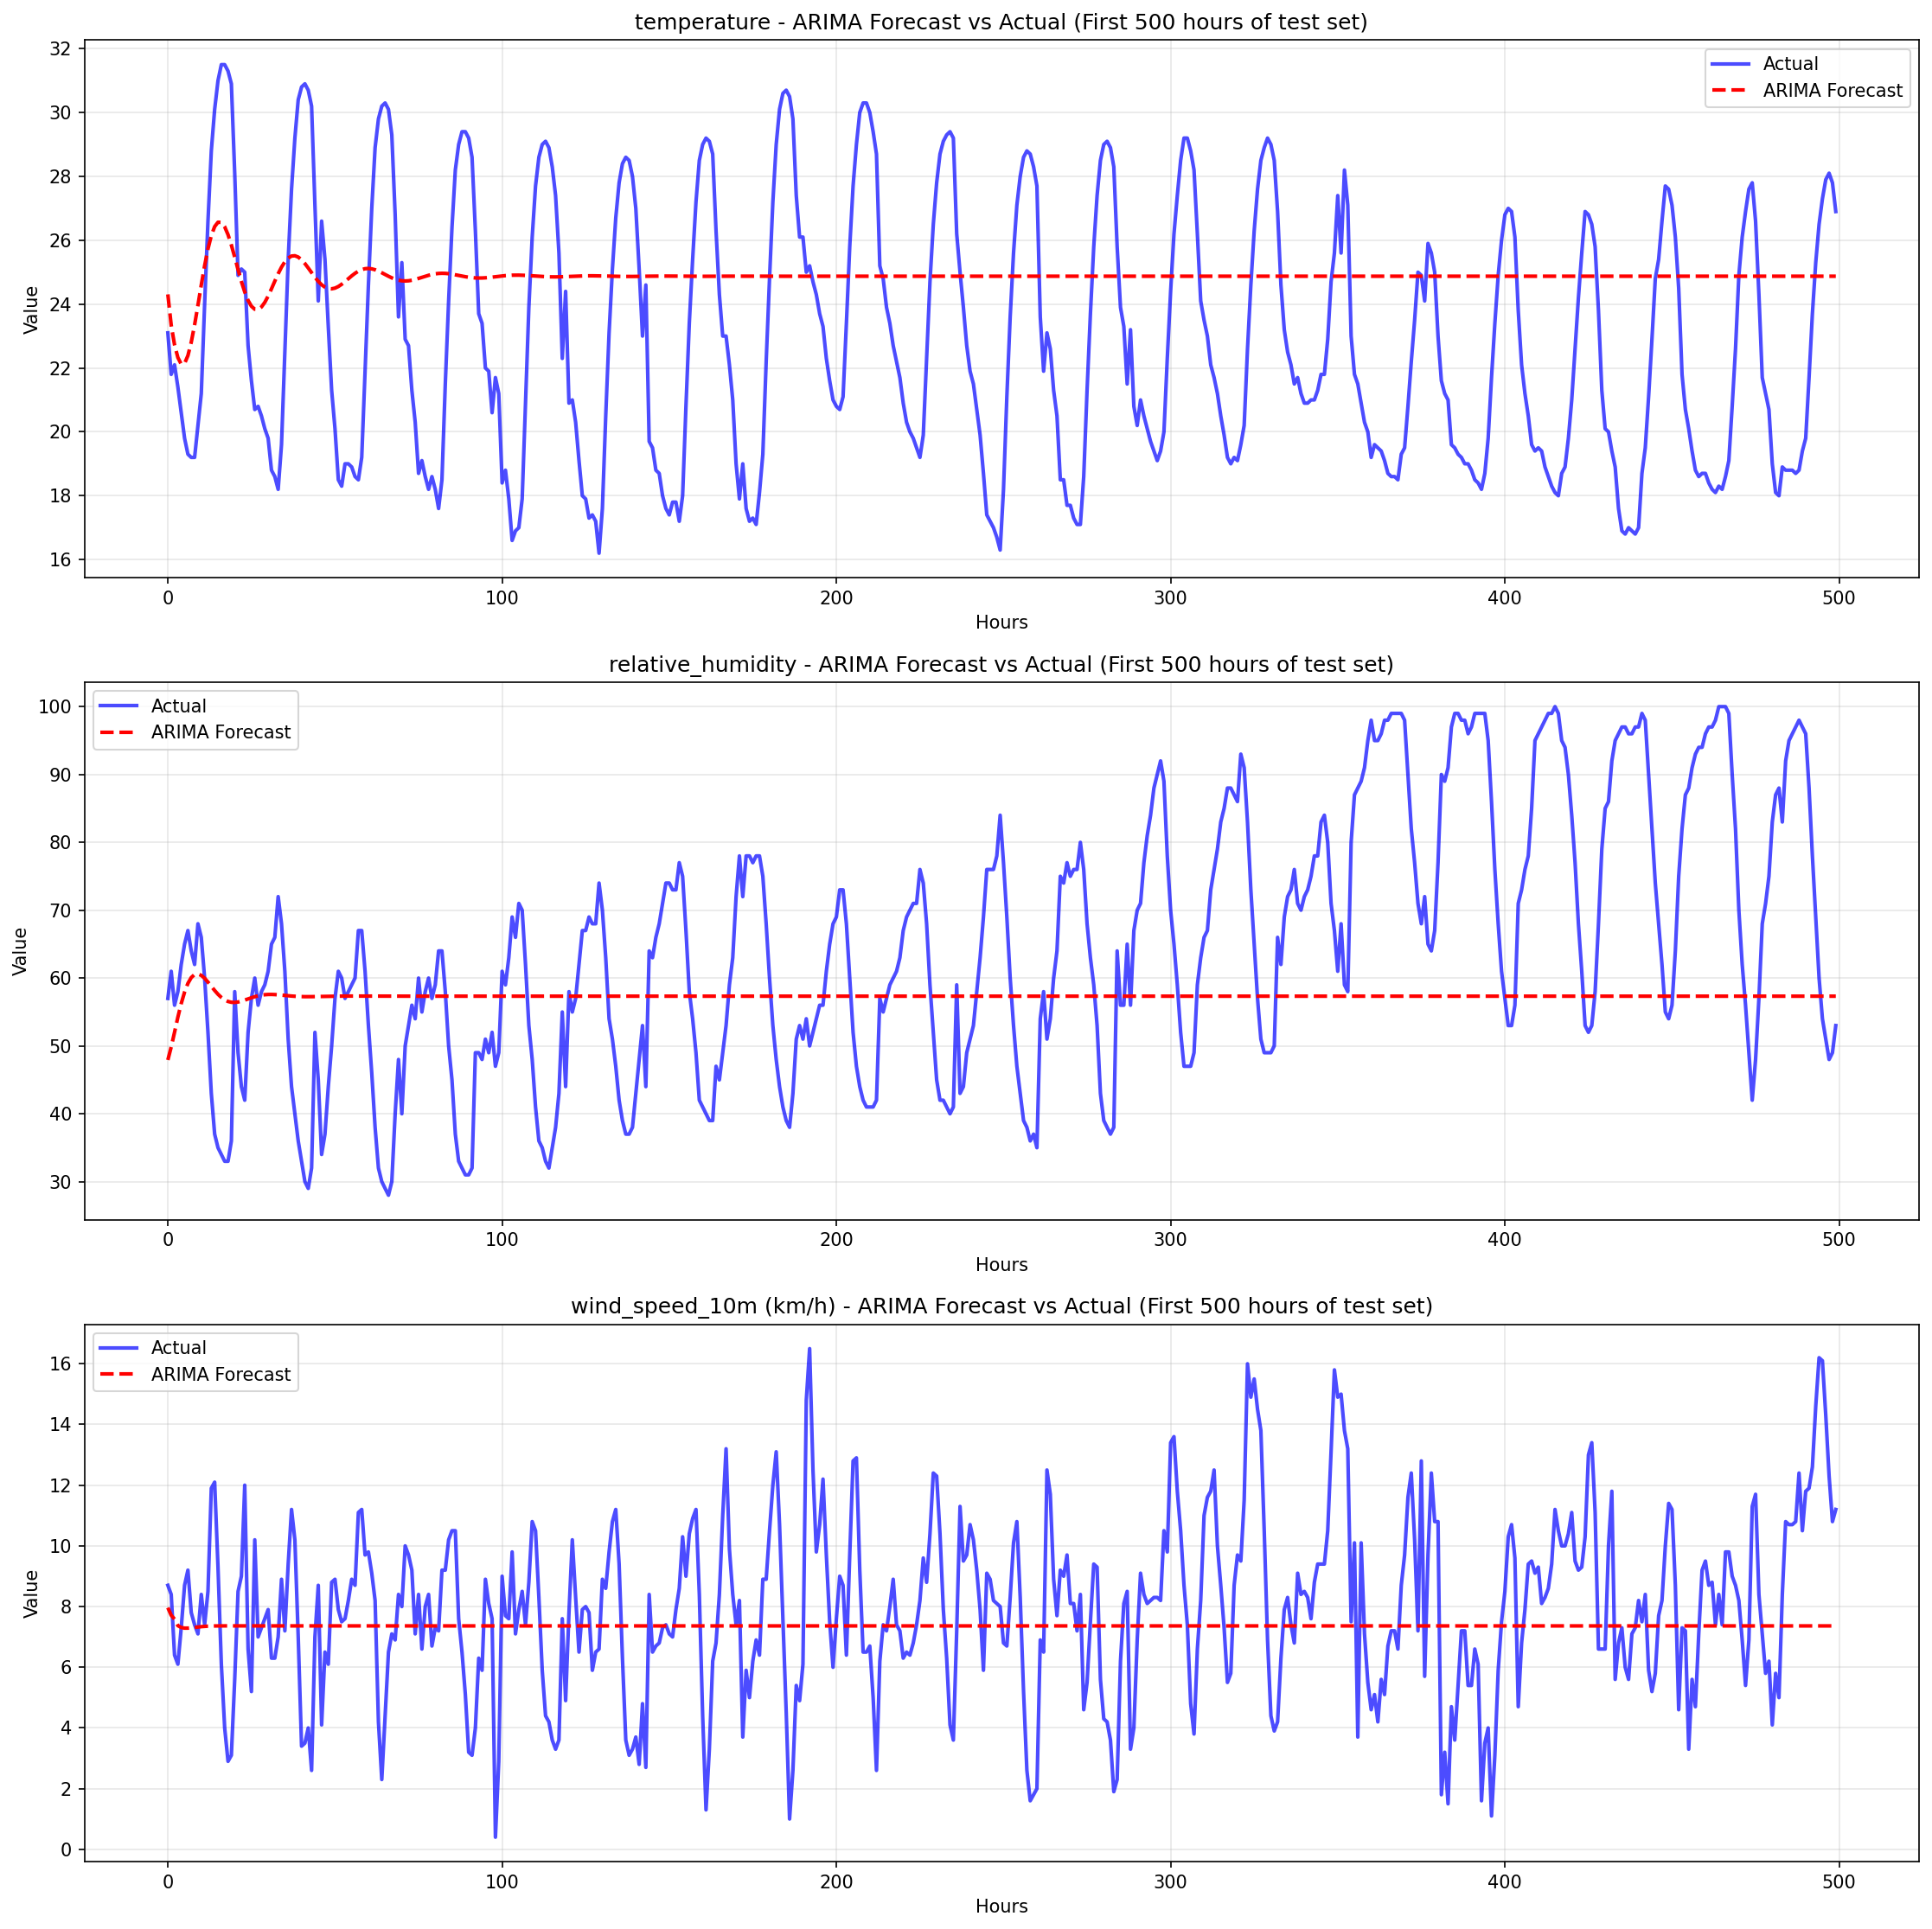 temperature - ARIMA Forecast vs Actual (First 500 hours of test set)
Actual
ARIMA Forecast
Value
32
30
28
26
24
22
20
18
16
0 100 200 300 400 500
Hours
relative_humidity - ARIMA Forecast vs Actual (First 500 hours of test set)
Actual
ARIMA Forecast
Value
100
90
80
70
60
50
40
30
0 100 200 300 400 500
Hours
wind_speed_10m (km/h) - ARIMA Forecast vs Actual (First 500 hours of test set)
Actual
ARIMA Forecast
Value
16
14
12
10
8
6
4
2
0
0 100 200 300 400 500
Hours